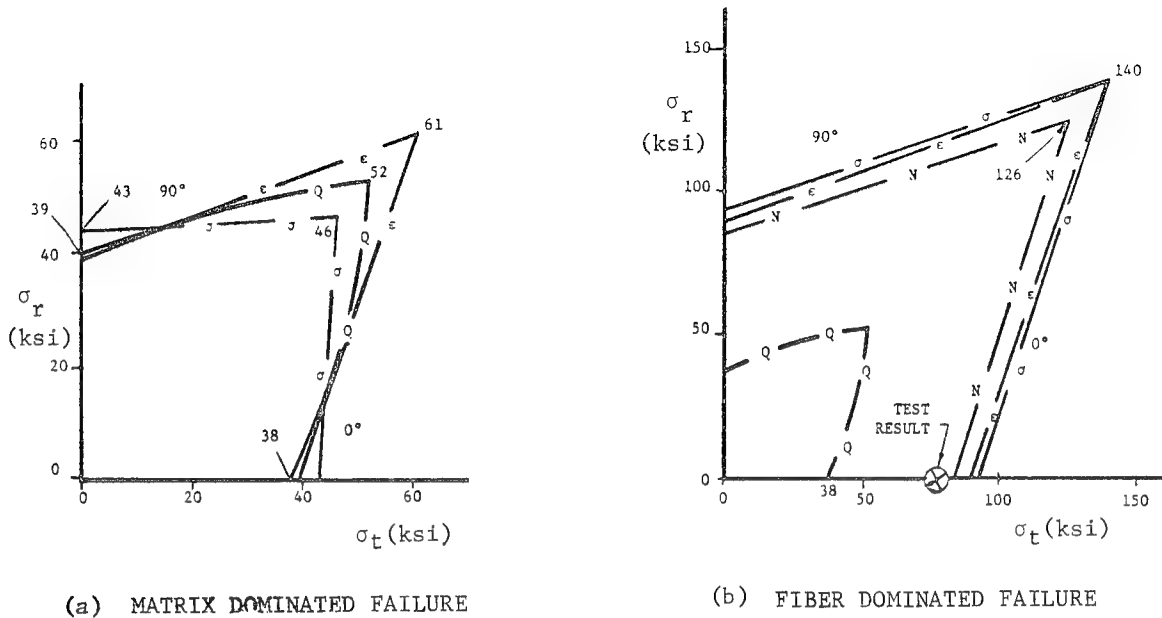 61
60
ε
43
90°
52
ε
Q
39
σ
σ
46
Q
ε
40
σ
σr
(ksi)
Q
20
σ
38
0°
0
0
20
40
60
σt(ksi)
(a) MATRIX DOMINATED FAILURE
150
140
σr
(ksi)
σ
90°
ε
N
N
126
σ
ε
N
ε
100
σ
ε
N
N
ε
50
Q
Q
Q
0°
σ
N
TEST
RESULT
Q
ε
0
0
38
50
100
150
σt(ksi)
(b) FIBER DOMINATED FAILURE